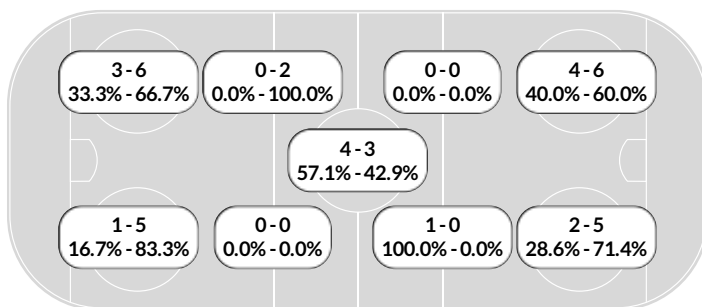 3 - 6
33.3% - 66.7%
0 - 2
0.0% - 100.0%
0 - 0
0.0% - 0.0%
4 - 6
40.0% - 60.0%
4 - 3
57.1% - 42.9%
1 - 5
16.7% - 83.3%
0 - 0
0.0% - 0.0%
1 - 0
100.0% - 0.0%
2 - 5
28.6% - 71.4%